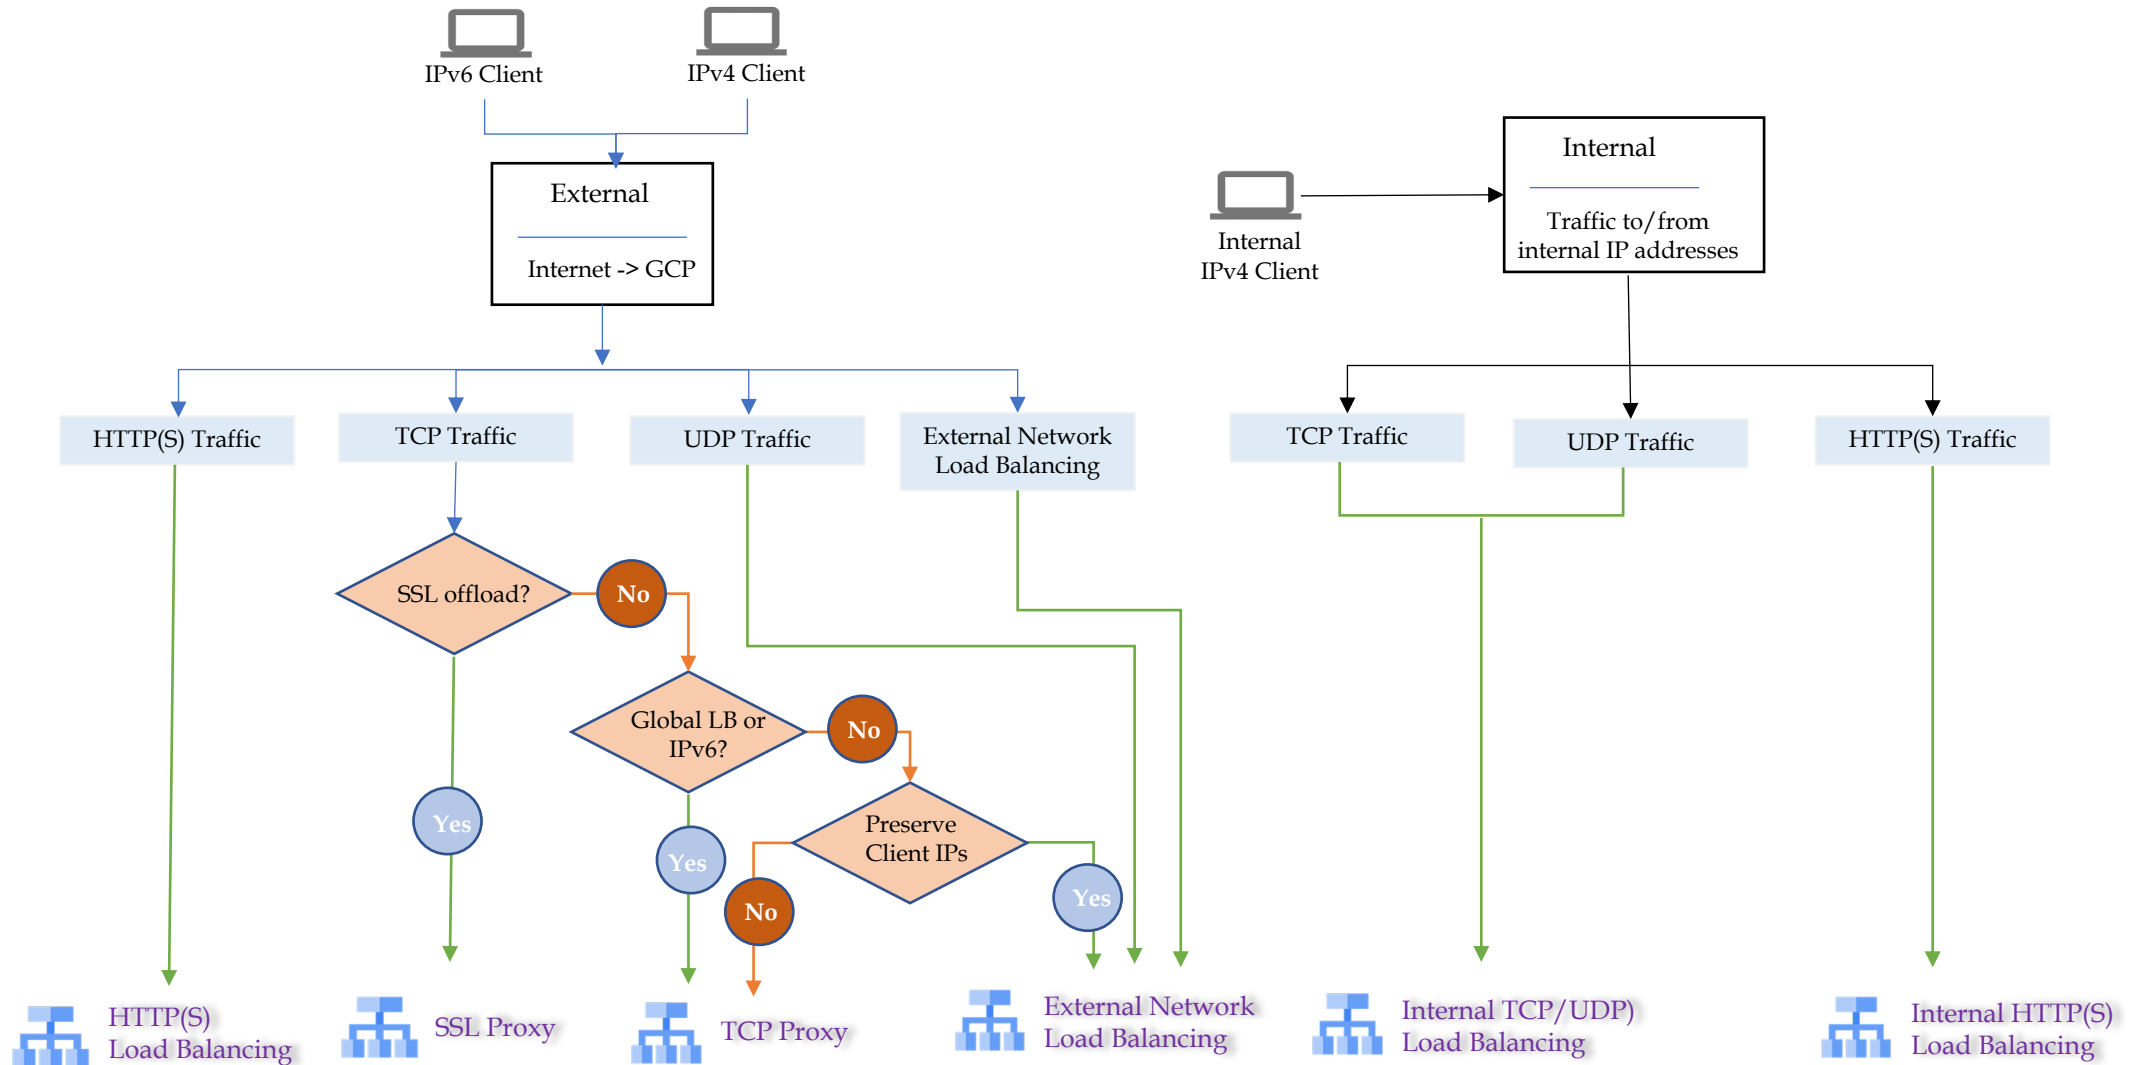 IPv6 Client
IPv4 Client
External
Internet -> GCP
Internal
IPv4 Client
Internal
Traffic to/from
internal IP addresses
HTTP(S) Traffic
TCP Traffic
UDP Traffic
External Network
Load Balancing
TCP Traffic
UDP Traffic
HTTP(S) Traffic
SSL offload?
No
Global LB or
IPv6?
No
Yes
Preserve
Client IPs
Yes
No
Yes
HTTP(S)
Load Balancing
SSL Proxy
TCP Proxy
External Network
Load Balancing
Internal TCP/UDP)
Load Balancing
Internal HTTP(S)
Load Balancing